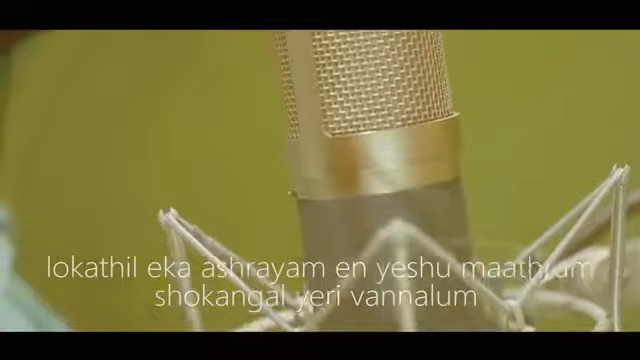 lokathil eka ashrayam en yeshu maathram
shokangal yeri vannalum